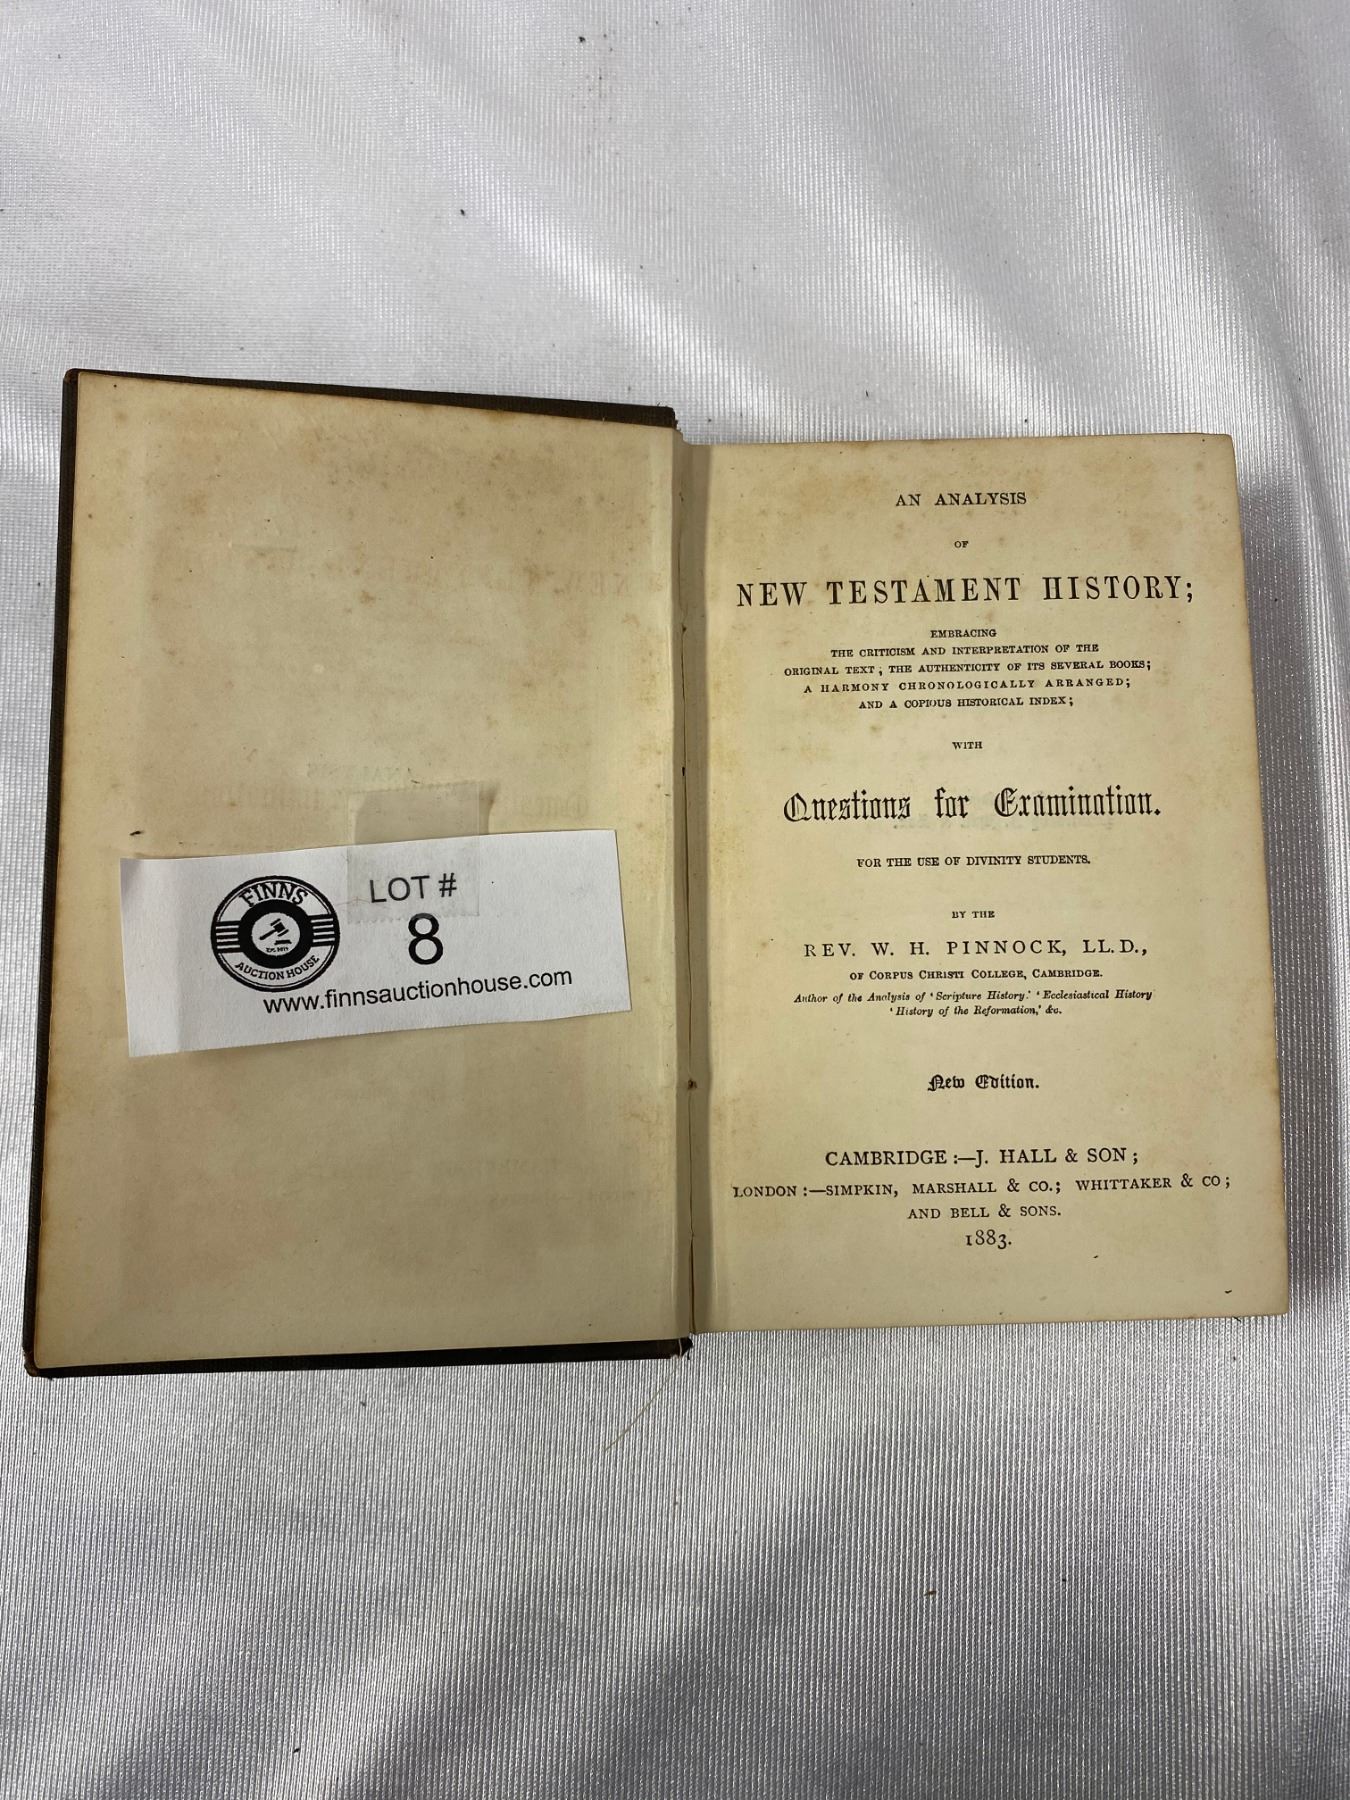 FINNS
EST. 2011
AUCTION HOUSE
LOT #
8
www.finnsauctionhouse.com
AN ANALYSIS
OF
NEW TESTAMENT HISTORY;
EMBRACING
THE CRITICISM AND INTERPRETATION OF THE
ORIGINAL TEXT; THE AUTHENTICITY OF ITS SEVERAL BOOKS;
A HARMONY CHRONOLOGICALLY ARRANGED;
AND A COPIOUS HISTORICAL INDEX;
WITH
Questions for Examination.
FOR THE USE OF DIVINITY STUDENTS.
BY THE
REV. W. H. PINNOCK, LL.D.,
OF CORPUS CHRISTI COLLEGE, CAMBRIDGE.
Author of the Analysis of 'Scripture History.' 'Ecclesiastical History
'History of the Reformation,' &c.
New Edition.
CAMBRIDGE:—J. HALL & SON;
LONDON:—SIMPKIN, MARSHALL & CO.; WHITTAKER & CO;
AND BELL & SONS.
1883.